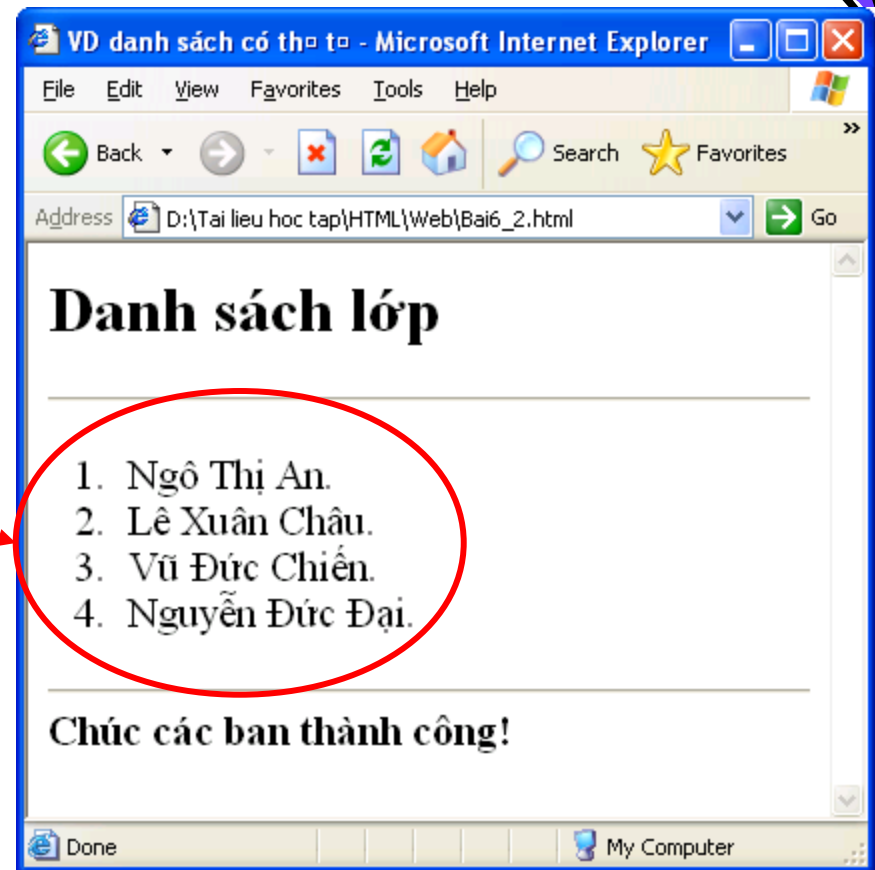 VD danh sách có th¤ t¤ - Microsoft Internet Explorer
File Edit View Favorites Tools Help
Back Search Favorites »
Address D:\Tai lieu hoc tap\HTML\Web\Bai6_2.html Go
Danh sách lớp
1. Ngô Thị An.
2. Lê Xuân Châu.
3. Vũ Đức Chiến.
4. Nguyễn Đức Đại.
Chúc các ban thành công!
Done My Computer